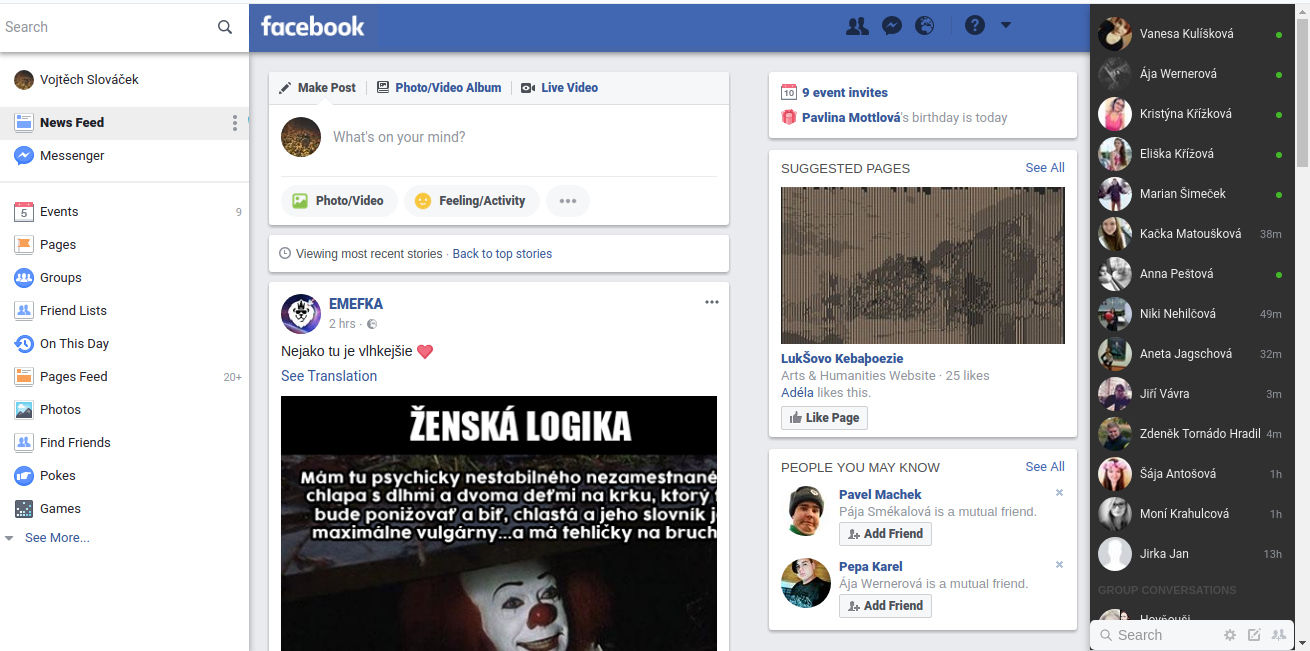 Search
Vojtěch Slováček
News Feed
Messenger
5
Events 9
Pages
Groups
Friend Lists
On This Day
Pages Feed 20+
Photos
Find Friends
Pokes
Games
See More...
facebook
Make Post
Photo/Video Album
Live Video
What's on your mind?
Photo/Video
Feeling/Activity
Viewing most recent stories · Back to top stories
EMEFKA
2 hrs ·
Nejako tu je vlhkejšie
See Translation
ŽENSKÁ LOGIKA
Mám tu psychicky nestabilného nezamestnané
chlapa s dlhmi a dvoma deťmi na krku, ktorý
bude ponižovať a biť, chlastá a jeho slovník
maximálne vulgárny...a má tehličky na bruch
10
9 event invites
Pavlina Mottlová's birthday is today
SUGGESTED PAGES See All
LukŠovo Kebaþoezie
Arts & Humanities Website · 25 likes
Adéla likes this.
Like Page
PEOPLE YOU MAY KNOW See All
Pavel Machek
Pája Smékalová is a mutual friend.
Add Friend
Pepa Karel
Ája Wernerová is a mutual friend.
Add Friend
Vanesa Kulíšková
Ája Wernerová
Kristýna Křížková
Eliška Křížová
Marian Šimeček
Kačka Matoušková 38m
Anna Peštová
Niki Nehilčová 49m
Aneta Jagschová 32m
Jiří Vávra 3m
Zdeněk Tornádo Hradil 4m
Šája Antošová 1h
Moní Krahulcová 1h
Jirka Jan 13h
GROUP CONVERSATIONS
Search